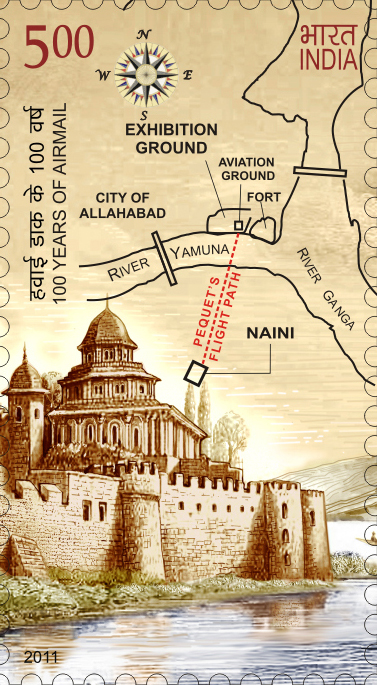 5.00
भारत
INDIA
N
W
E
S
EXHIBITION
GROUND
AVIATION
GROUND
FORT
CITY OF
ALLAHABAD
RIVER YAMUNA
RIVER GANGA
PEQUET'S
FLIGHT PATH
NAINI
हवाई डाक के 100 वर्ष
100 YEARS OF AIRMAIL
2011